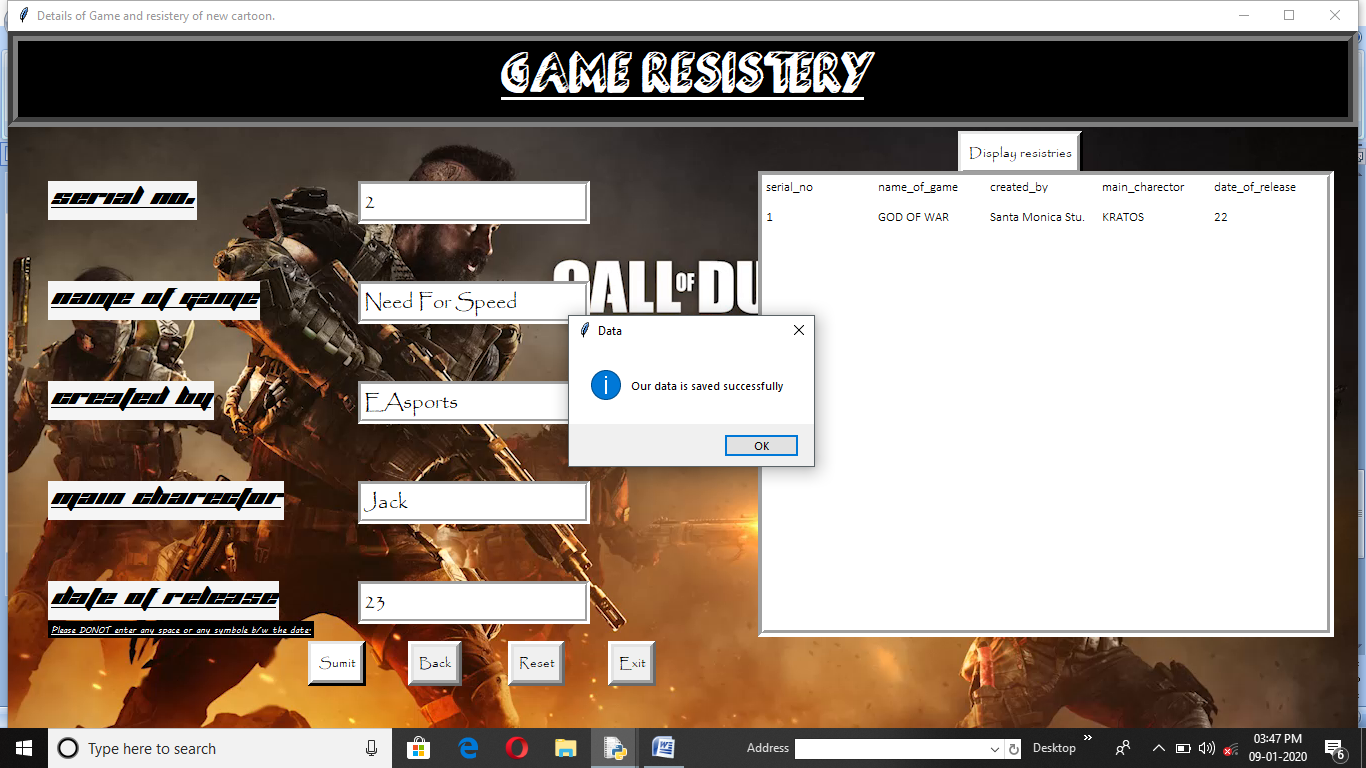 Details of Game and resistery of new cartoon.
GAME RESISTERY
Display resistries
serial no.
2
serial_no name_of_game created_by main_charector date_of_release
1 GOD OF WAR Santa Monica Stu. KRATOS 22
CALL OF DU
name of game
Need For Speed
Data
Our data is saved successfully
OK
created by
EAsports
main charector
Jack
date of release
23
Please DONOT enter any space or any symbole b/w the date:
Sumit Back Reset Exit
Type here to search
Address
Desktop
03:47 PM
09-01-2020
6